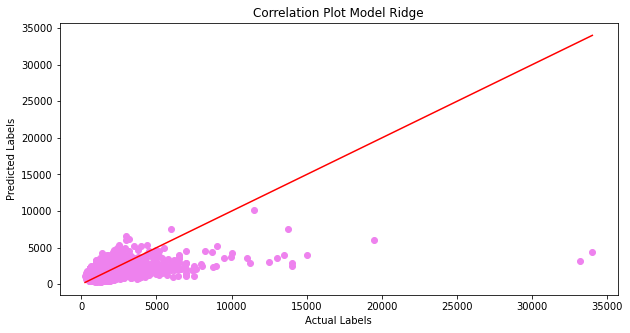 Correlation Plot Model Ridge
Predicted Labels
35000
30000
25000
20000
15000
10000
5000
0
0 5000 10000 15000 20000 25000 30000 35000
Actual Labels